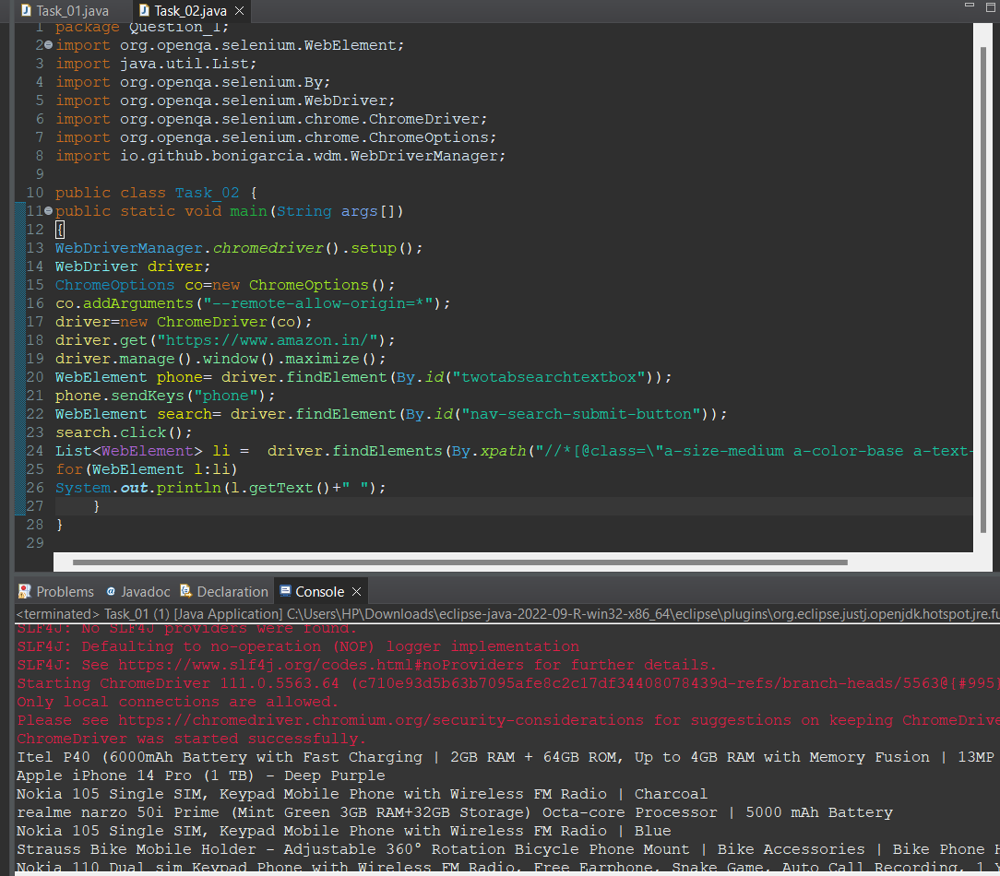 Task_01.java
Task_02.java
1 package Question_1;
2 import org.openqa.selenium.WebElement;
3 import java.util.List;
4 import org.openqa.selenium.By;
5 import org.openqa.selenium.WebDriver;
6 import org.openqa.selenium.chrome.ChromeDriver;
7 import org.openqa.selenium.chrome.ChromeOptions;
8 import io.github.bonigarcia.wdm.WebDriverManager;
9
10 public class Task_02 {
11 public static void main(String args[])
12 {
13 WebDriverManager.chromedriver().setup();
14 WebDriver driver;
15 ChromeOptions co=new ChromeOptions();
16 co.addArguments("--remote-allow-origin=*");
17 driver=new ChromeDriver(co);
18 driver.get("https://www.amazon.in/");
19 driver.manage().window().maximize();
20 WebElement phone= driver.findElement(By.id("twotabsearchtextbox"));
21 phone.sendKeys("phone");
22 WebElement search= driver.findElement(By.id("nav-search-submit-button"));
23 search.click();
24 List<WebElement> li =  driver.findElements(By.xpath("//*[@class=\"a-size-medium a-color-base a-text-
25 for(WebElement l:li)
26 System.out.println(l.getText()+" ");
27 }
28 }
29
Problems @ Javadoc Declaration Console
<terminated> Task_01 (1) [Java Application] C:\Users\HP\Downloads\eclipse-java-2022-09-R-win32-x86_64\eclipse\plugins\org.eclipse.justj.openjdk.hotspot.jre.fu
SLF4J: No SLF4J providers were found.
SLF4J: Defaulting to no-operation (NOP) logger implementation
SLF4J: See https://www.slf4j.org/codes.html#noProviders for further details.
Starting ChromeDriver 111.0.5563.64 (c710e93d5b63b7095afe8c2c17df34408078439d-refs/branch-heads/5563@{#995}
Only local connections are allowed.
Please see https://chromedriver.chromium.org/security-considerations for suggestions on keeping ChromeDrive
ChromeDriver was started successfully.
Itel P40 (6000mAh Battery with Fast Charging | 2GB RAM + 64GB ROM, Up to 4GB RAM with Memory Fusion | 13MP
Apple iPhone 14 Pro (1 TB) - Deep Purple
Nokia 105 Single SIM, Keypad Mobile Phone with Wireless FM Radio | Charcoal
realme narzo 50i Prime (Mint Green 3GB RAM+32GB Storage) Octa-core Processor | 5000 mAh Battery
Nokia 105 Single SIM, Keypad Mobile Phone with Wireless FM Radio | Blue
Strauss Bike Mobile Holder - Adjustable 360° Rotation Bicycle Phone Mount | Bike Accessories | Bike Phone H
Nokia 110 Dual sim Keypad Phone with Wireless FM Radio, Free Earphone, Snake Game, Auto Call Recording, 1 Y